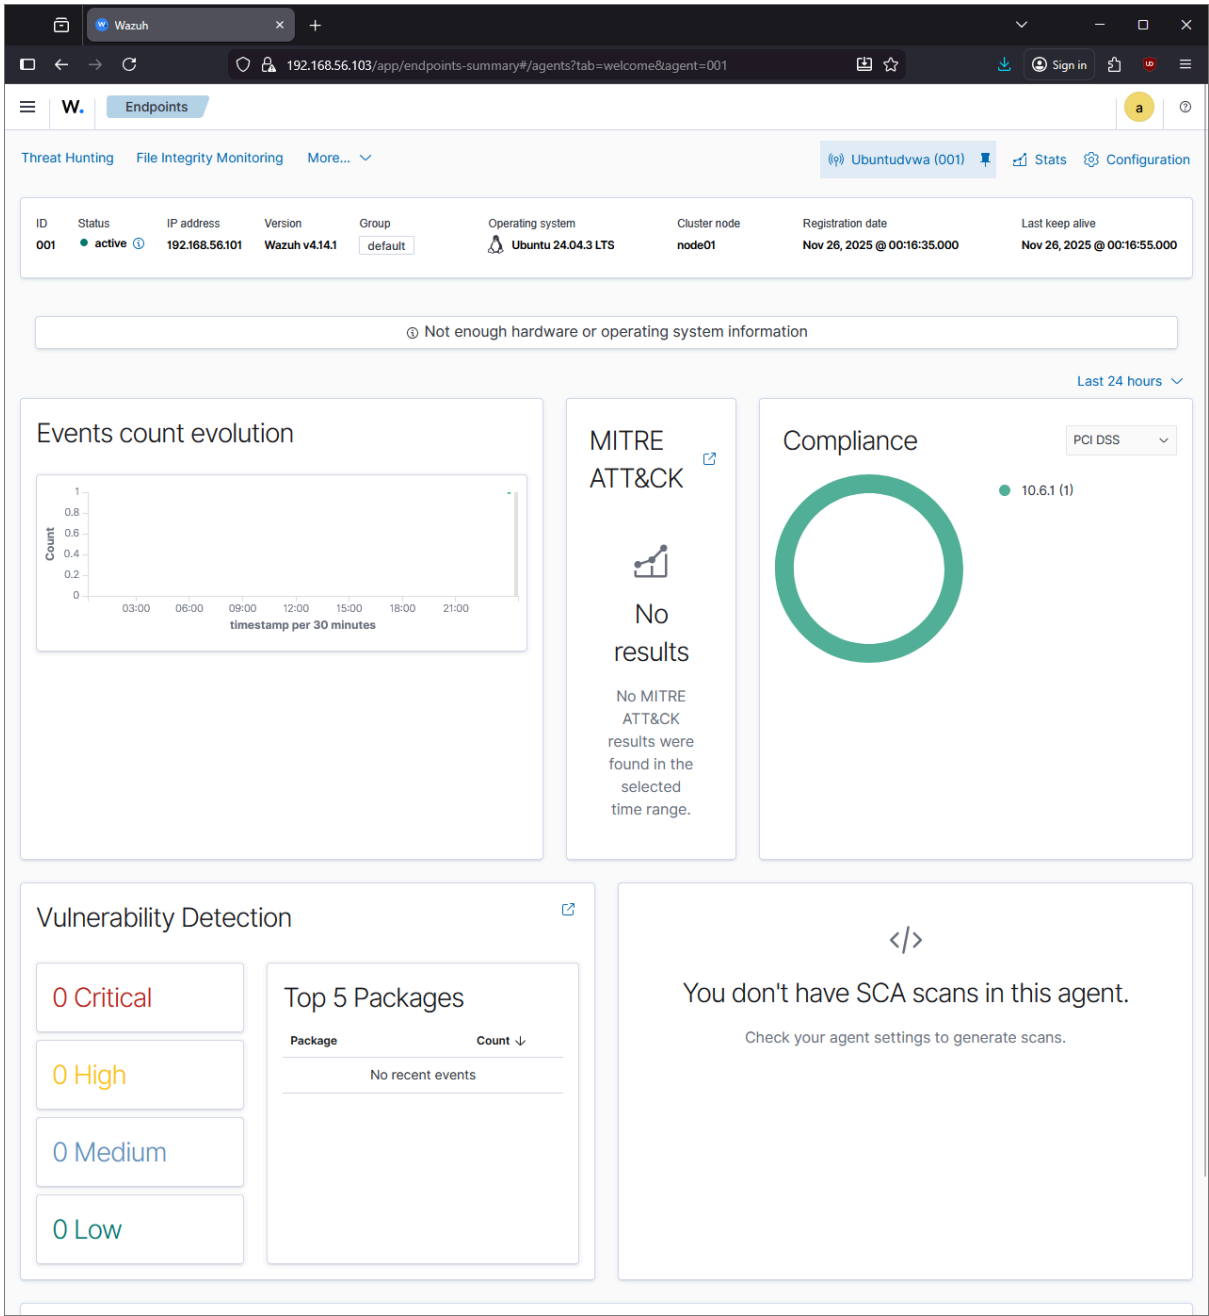 Wazuh
192.168.56.103/app/endpoints-summary#/agents?tab=welcome&agent=001
Sign in
W.
Endpoints
a
Threat Hunting File Integrity Monitoring More...
Ubuntudvwa (001) Stats Configuration
ID Status IP address Version Group Operating system Cluster node Registration date Last keep alive
001 active 192.168.56.101 Wazuh v4.14.1 default Ubuntu 24.04.3 LTS node01 Nov 26, 2025 @ 00:16:35.000 Nov 26, 2025 @ 00:16:55.000
Not enough hardware or operating system information
Last 24 hours
Events count evolution
1
0.8
0.6
0.4
0.2
0
Count
03:00 06:00 09:00 12:00 15:00 18:00 21:00
timestamp per 30 minutes
MITRE
ATT&CK
No
results
No MITRE
ATT&CK
results were
found in the
selected
time range.
Compliance
PCI DSS
10.6.1 (1)
Vulnerability Detection
0 Critical
0 High
0 Medium
0 Low
Top 5 Packages
Package Count
No recent events
</>
You don't have SCA scans in this agent.
Check your agent settings to generate scans.